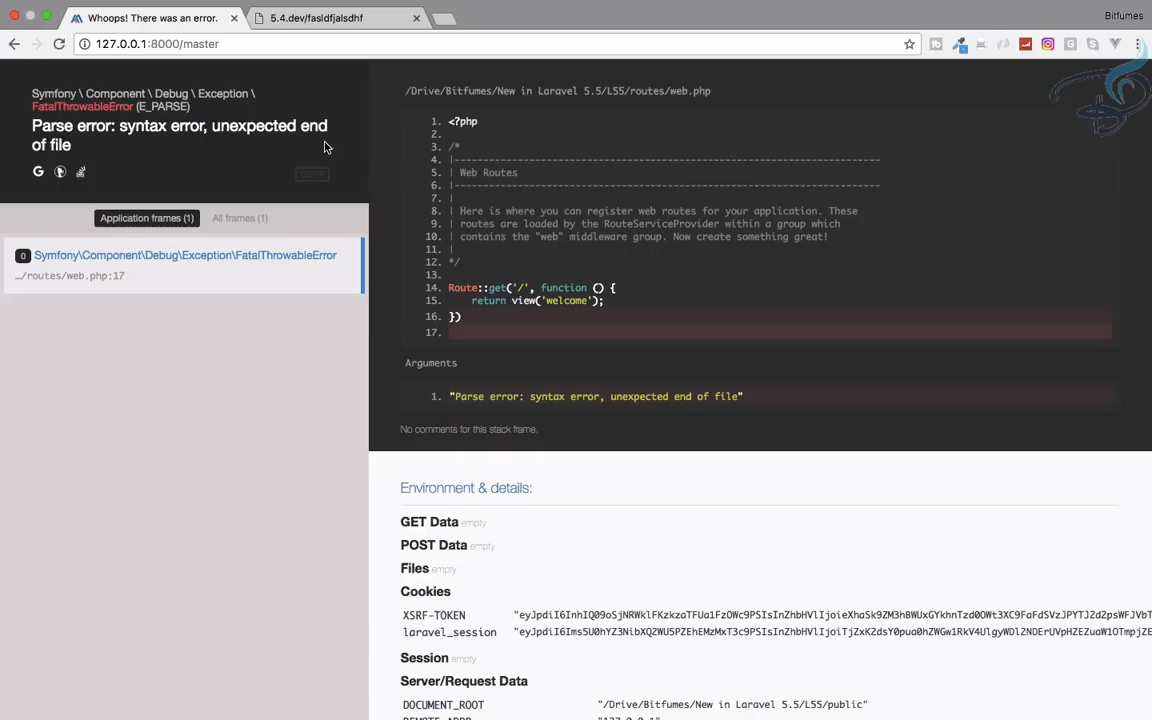 Whoops! There was an error.
5.4.dev/fasldfjalsdhf
Bitfumes
127.0.0.1:8000/master
Symfony \ Component \ Debug \ Exception \
FatalThrowableError (E_PARSE)
Parse error: syntax error, unexpected end
of file
COPY
Application frames (1)
All frames (1)
0 Symfony\Component\Debug\Exception\FatalThrowableError
…/routes/web.php:17
/Drive/Bitfumes/New in Laravel 5.5/L55/routes/web.php
1. <?php
2.
3. /*
4. |--------------------------------------------------------------------------
5. | Web Routes
6. |--------------------------------------------------------------------------
7. |
8. | Here is where you can register web routes for your application. These
9. | routes are loaded by the RouteServiceProvider within a group which
10. | contains the "web" middleware group. Now create something great!
11. |
12. */
13.
14. Route::get('/', function () {
15. return view('welcome');
16. })
17.
Arguments
1. "Parse error: syntax error, unexpected end of file"
No comments for this stack frame.
Environment & details:
GET Data empty
POST Data empty
Files empty
Cookies
XSRF-TOKEN
laravel_session
Session empty
Server/Request Data
DOCUMENT_ROOT "/Drive/Bitfumes/New in Laravel 5.5/L55/public"
REMOTE_ADDR "127.0.0.1"